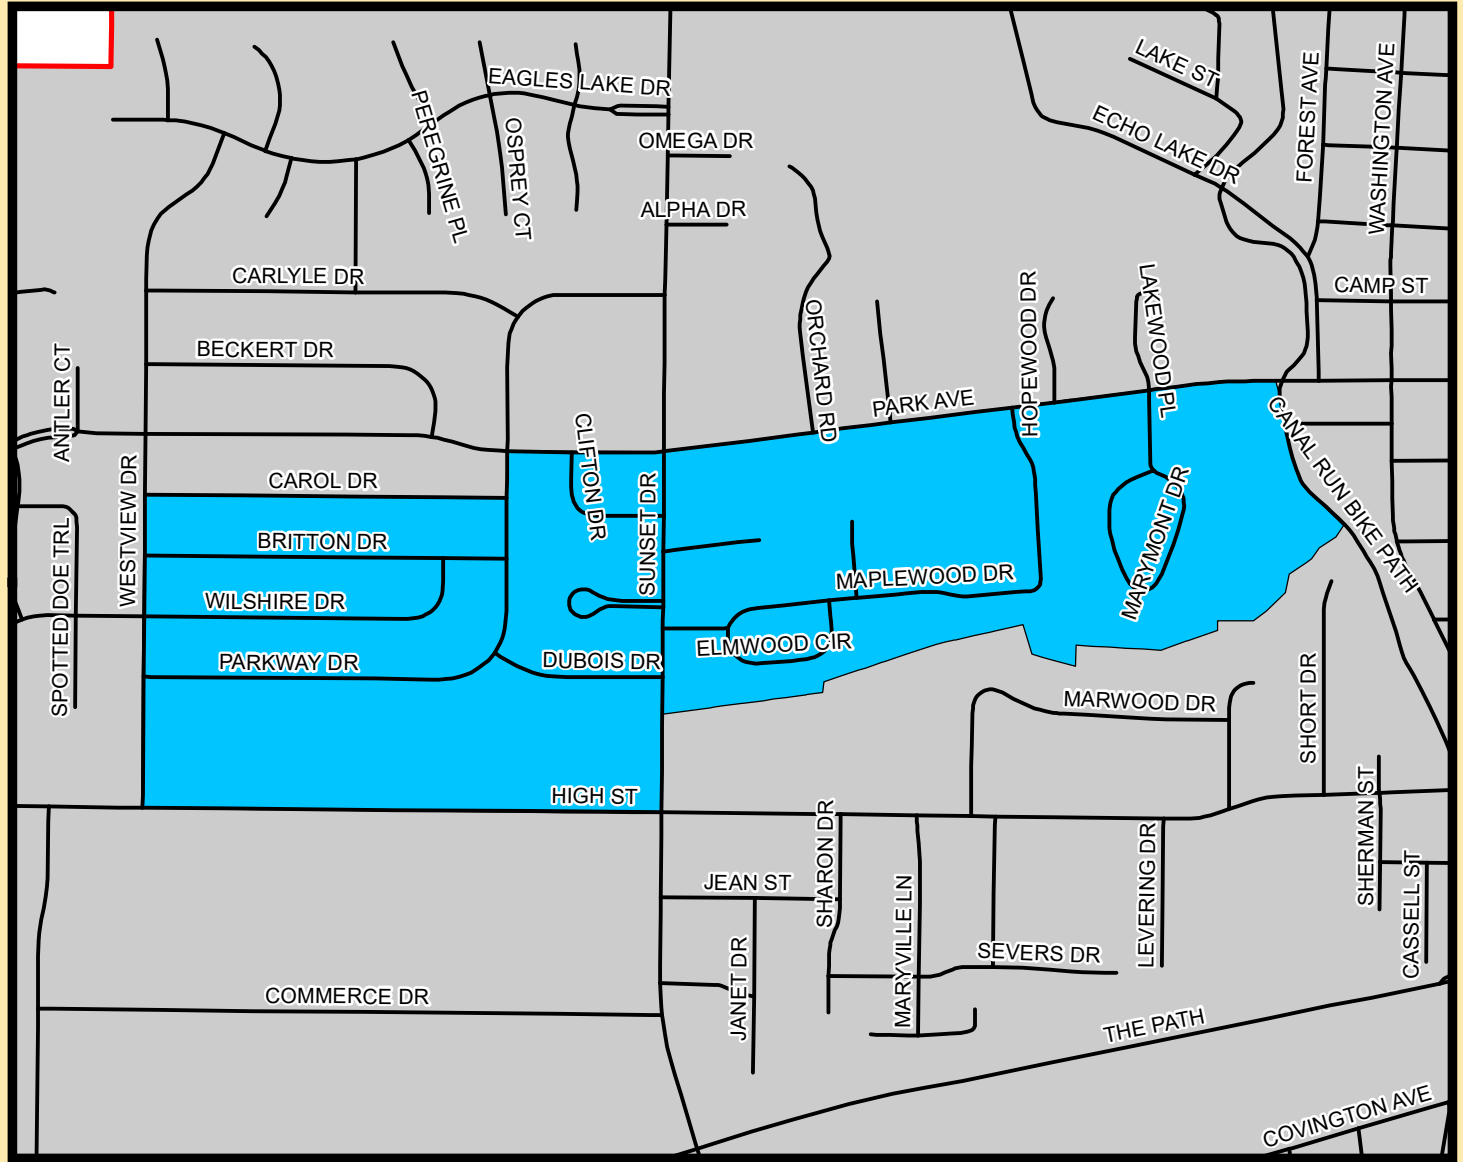 LAKE ST
EAGLES LAKE DR
FOREST AVE
WASHINGTON AVE
PEREGRINE PL
OSPREY CT
OMEGA DR
ECHO LAKE DR
ALPHA DR
CARLYLE DR
CAMP ST
HOPEWOOD DR
LAKEWOOD PL
ORCHARD RD
BECKERT DR
ANTLER CT
PARK AVE
CLIFTON DR
CANAL RUN BIKE PATH
CAROL DR
WESTVIEW DR
SUNSET DR
MARYMONT DR
BRITTON DR
MAPLEWOOD DR
SPOTTED DOE TRL
WILSHIRE DR
ELMWOOD CIR
PARKWAY DR
DUBOIS DR
MARWOOD DR
SHORT DR
HIGH ST
SHERMAN ST
SHARON DR
LEVERING DR
JEAN ST
CASSELL ST
MARYVILLE LN
JANET DR
SEVERS DR
COMMERCE DR
THE PATH
COVINGTON AVE